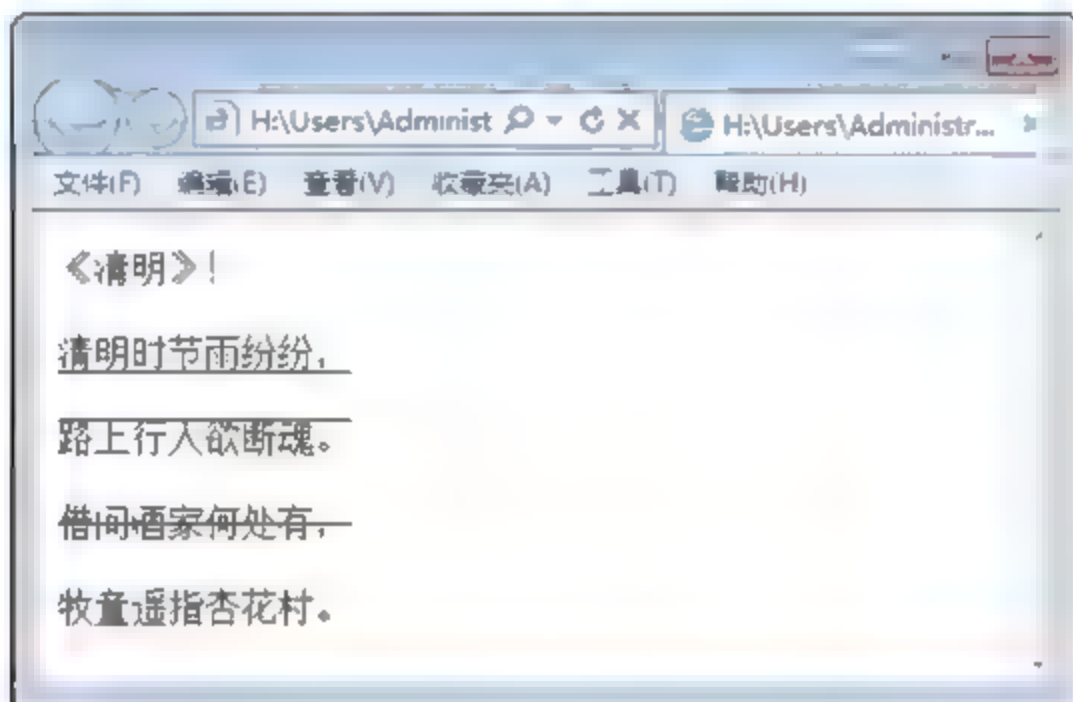 H:\Users\Administ
H:\Users\Administr...
文件(F) 编辑(E) 查看(V) 收藏夹(A) 工具(T) 帮助(H)
《清明》!
清明时节雨纷纷,
路上行人欲断魂。
借问酒家何处有,
牧童遥指杏花村。